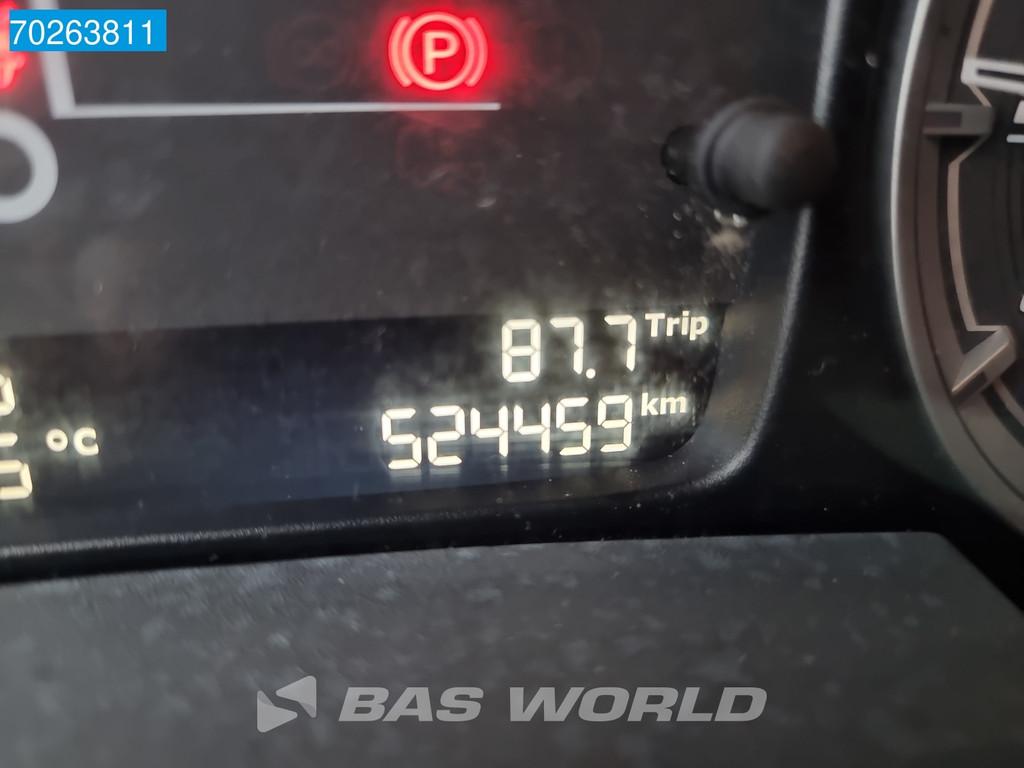 70263811
P
87.7 Trip
°C
524459 km
BAS WORLD